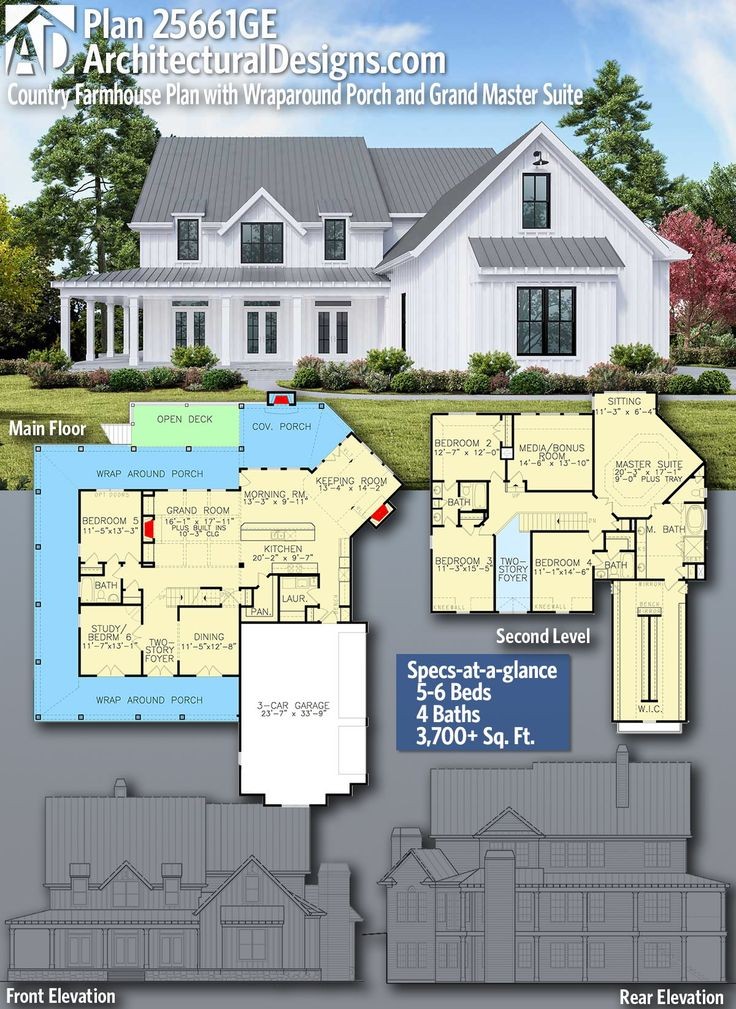 AD
Plan 25661GE
ArchitecturalDesigns.com
Country Farmhouse Plan with Wraparound Porch and Grand Master Suite
Main Floor
OPEN DECK
COV. PORCH
WRAP AROUND PORCH
KEEPING ROOM
13'-4" x 14'-2"
MORNING RM.
13'-3" x 9'-11"
OPT DOORS
BEDROOM 5
11'-5"x13'-3"
GRAND ROOM
16'-1" x 17'-11"
PLUS BUILT INS
10'-3" CLG
KITCHEN
20'-2" x 9'-7"
BATH
PAN.
LAUR.
STUDY/
BEDRM 6
11'-7"x13'-1"
TWO-
STORY
FOYER
DINING
11'-5"x12'-8"
WRAP AROUND PORCH
3-CAR GARAGE
23'-7" x 33'-9"
SITTING
11'-3" x 6'-4"
BEDROOM 2
12'-7" x 12'-0"
MEDIA/BONUS
ROOM
14'-6" x 13'-10"
MASTER SUITE
20'-3" x 17'-1"
9'-0" PLUS TRAY
BATH
M. BATH
BEDROOM 3
11'-3"x15'-5"
TWO-
STORY
FOYER
BEDROOM 4
11'-1"x14'-6"
BATH
KNEEWALL
KNEEWALL
MIRROR
BENCH
MIRROR
W.I.C.
Second Level
Specs-at-a-glance
5-6 Beds
4 Baths
3,700+ Sq. Ft.
Front Elevation
Rear Elevation